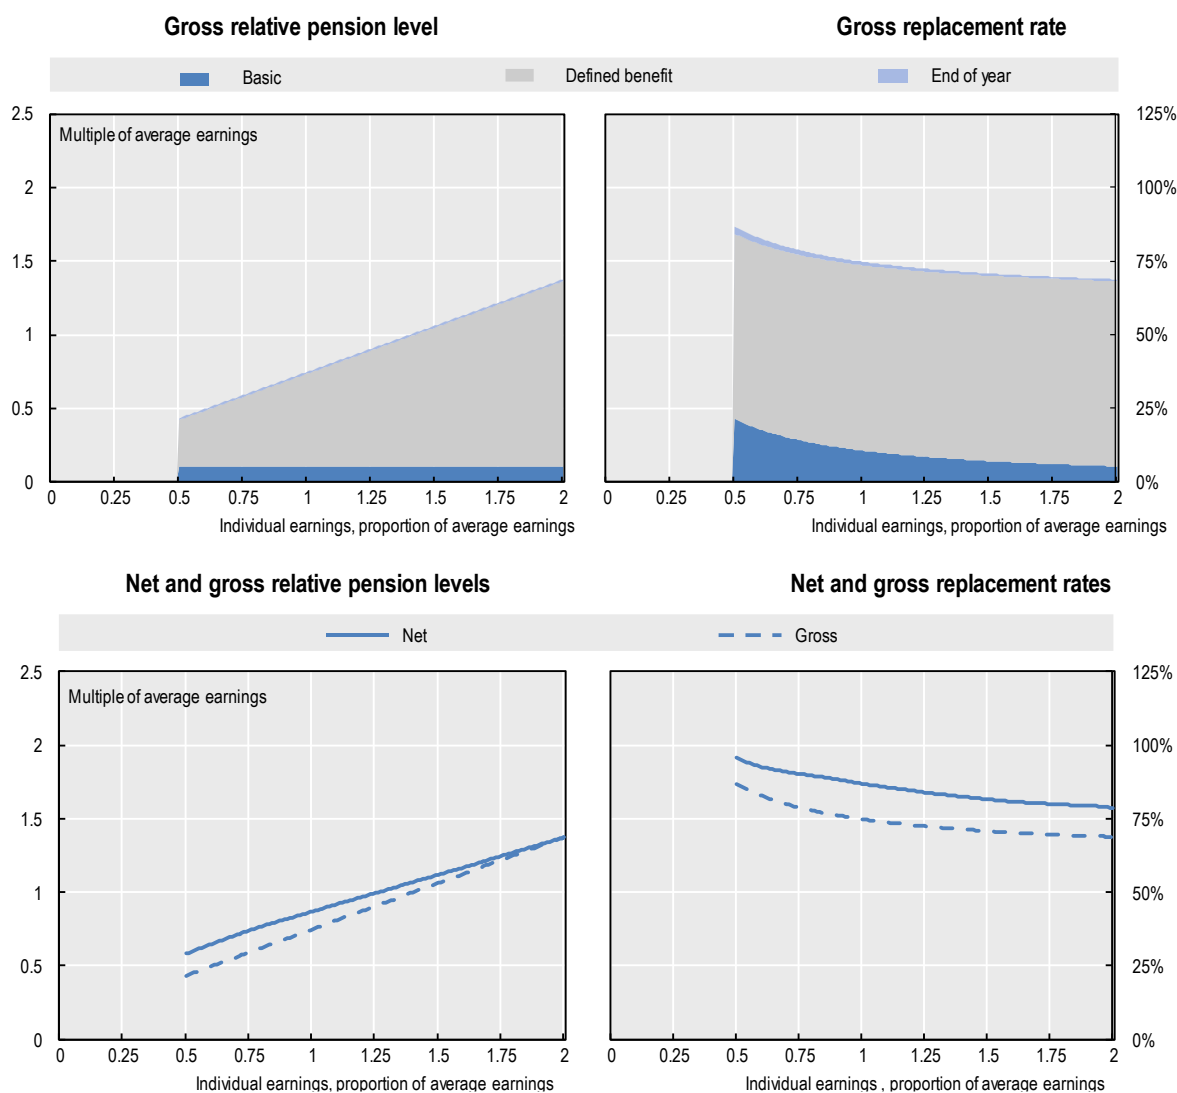 Gross relative pension level
Gross replacement rate
Basic
Defined benefit
End of year
2.5
2
1.5
1
0.5
0
Multiple of average earnings
0 0.25 0.5 0.75 1 1.25 1.5 1.75 2
Individual earnings, proportion of average earnings
125%
100%
75%
50%
25%
0%
0 0.25 0.5 0.75 1 1.25 1.5 1.75 2
Individual earnings, proportion of average earnings
Net and gross relative pension levels
Net and gross replacement rates
Net
Gross
2.5
2
1.5
1
0.5
0
Multiple of average earnings
0 0.25 0.5 0.75 1 1.25 1.5 1.75 2
Individual earnings, proportion of average earnings
125%
100%
75%
50%
25%
0%
0 0.25 0.5 0.75 1 1.25 1.5 1.75 2
Individual earnings , proportion of average earnings